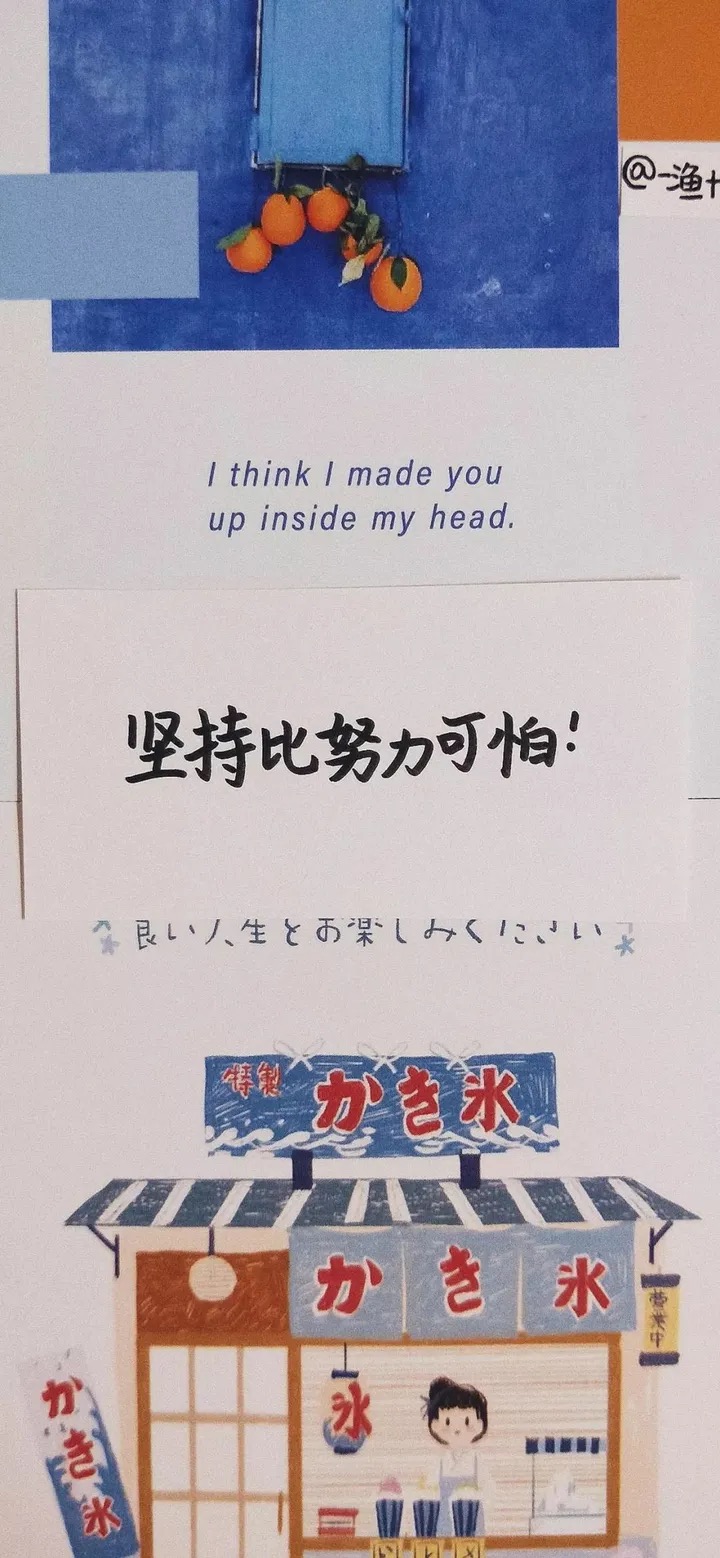 @一渔
I think I made you
up inside my head.
坚持比努力可怕！
良い人生をお楽しみください
特製 かき氷
かき氷
営業中
氷
かき氷